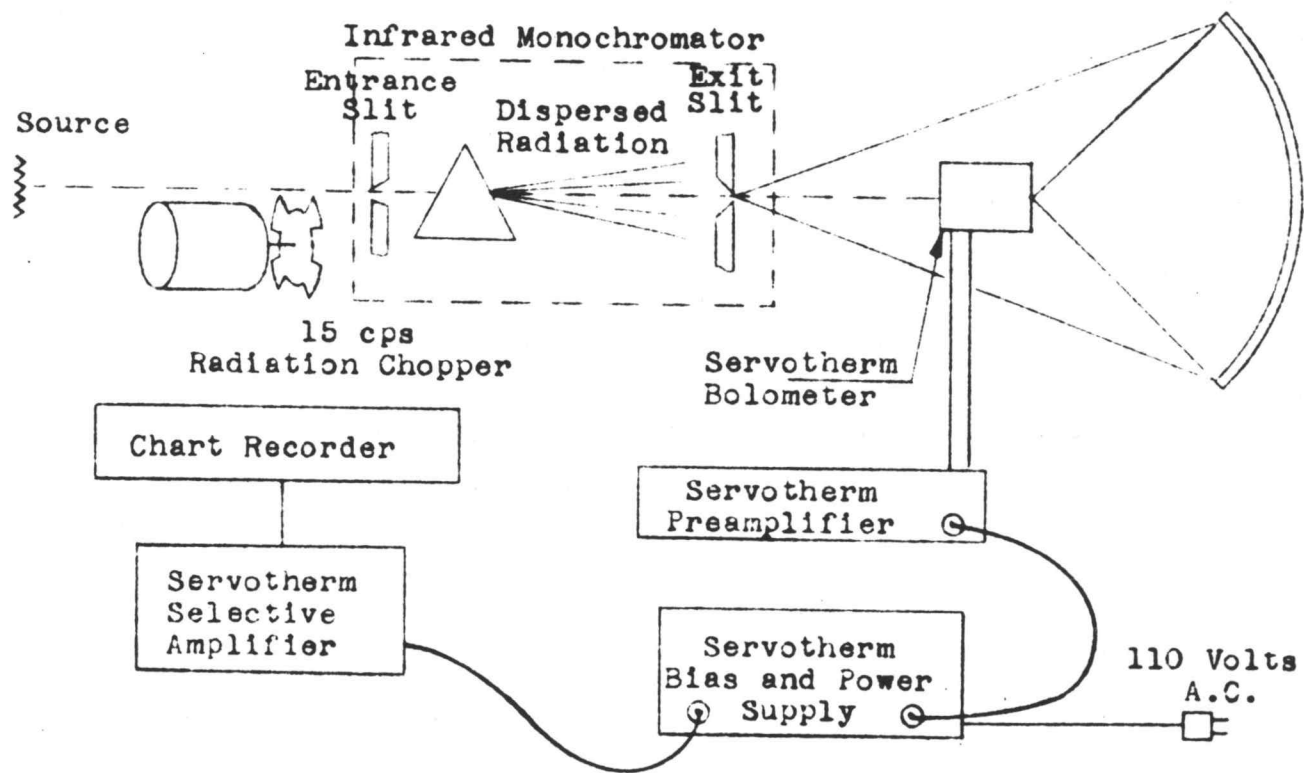 Infrared Monochromator
Entrance
Slit
Exit
Slit
Source
Dispersed
Radiation
15 cps
Radiation Chopper
Servotherm
Bolometer
Chart Recorder
Servotherm
Preamplifier
Servotherm
Selective
Amplifier
Servotherm
Bias and Power
Supply
110 Volts
A.C.